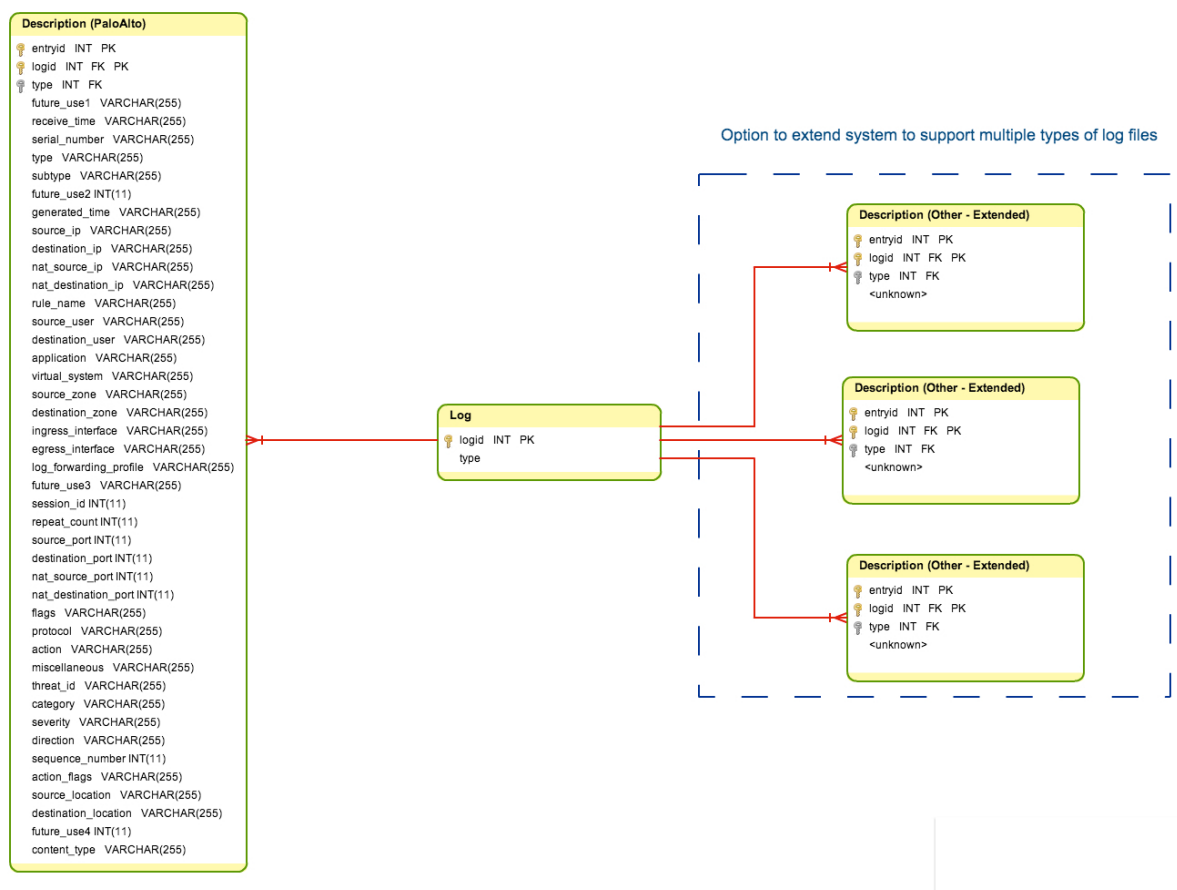 Description (PaloAlto)
entryid INT PK
logid INT FK PK
type INT FK
future_use1 VARCHAR(255)
receive_time VARCHAR(255)
serial_number VARCHAR(255)
type VARCHAR(255)
subtype VARCHAR(255)
future_use2 INT(11)
generated_time VARCHAR(255)
source_ip VARCHAR(255)
destination_ip VARCHAR(255)
nat_source_ip VARCHAR(255)
nat_destination_ip VARCHAR(255)
rule_name VARCHAR(255)
source_user VARCHAR(255)
destination_user VARCHAR(255)
application VARCHAR(255)
virtual_system VARCHAR(255)
source_zone VARCHAR(255)
destination_zone VARCHAR(255)
ingress_interface VARCHAR(255)
egress_interface VARCHAR(255)
log_forwarding_profile VARCHAR(255)
future_use3 VARCHAR(255)
session_id INT(11)
repeat_count INT(11)
source_port INT(11)
destination_port INT(11)
nat_source_port INT(11)
nat_destination_port INT(11)
flags VARCHAR(255)
protocol VARCHAR(255)
action VARCHAR(255)
miscellaneous VARCHAR(255)
threat_id VARCHAR(255)
category VARCHAR(255)
severity VARCHAR(255)
direction VARCHAR(255)
sequence_number INT(11)
action_flags VARCHAR(255)
source_location VARCHAR(255)
destination_location VARCHAR(255)
future_use4 INT(11)
content_type VARCHAR(255)
Log
logid INT PK
type
Option to extend system to support multiple types of log files
Description (Other - Extended)
entryid INT PK
logid INT FK PK
type INT FK
<unknown>
Description (Other - Extended)
entryid INT PK
logid INT FK PK
type INT FK
<unknown>
Description (Other - Extended)
entryid INT PK
logid INT FK PK
type INT FK
<unknown>